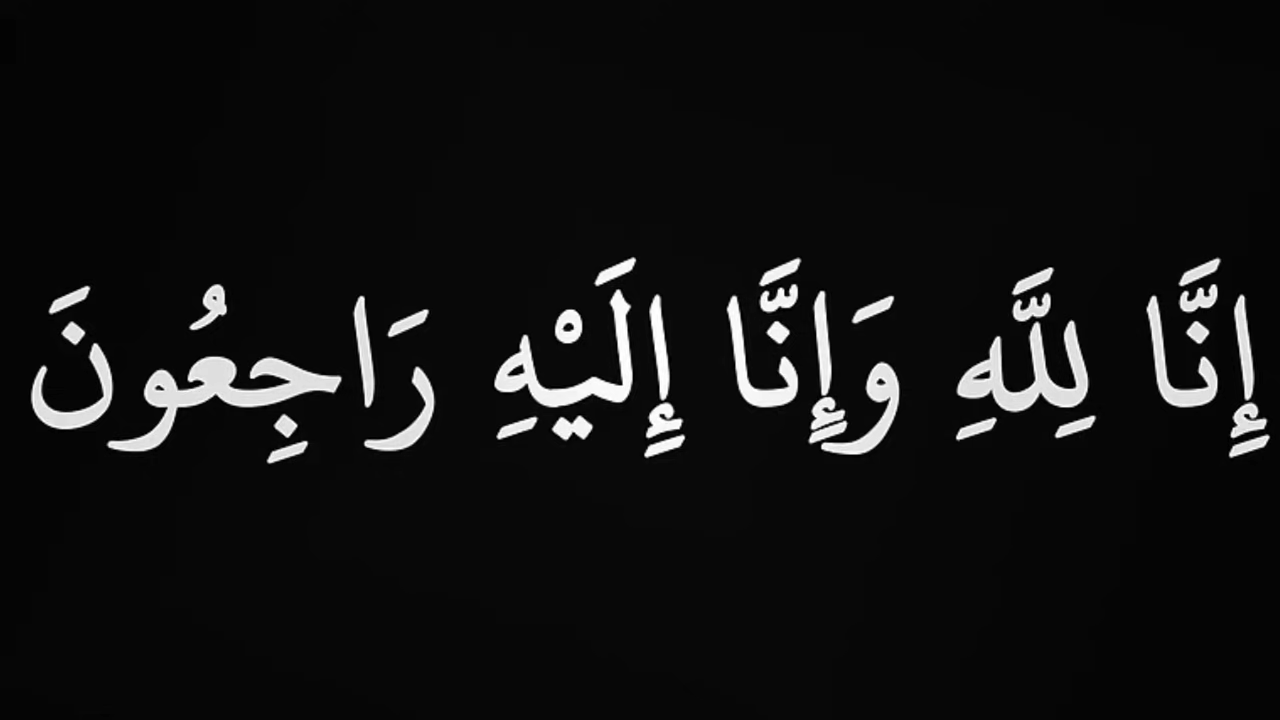 إِنَّا لِلَّهِ وَإِنَّا إِلَيْهِ رَاجِعُونَ